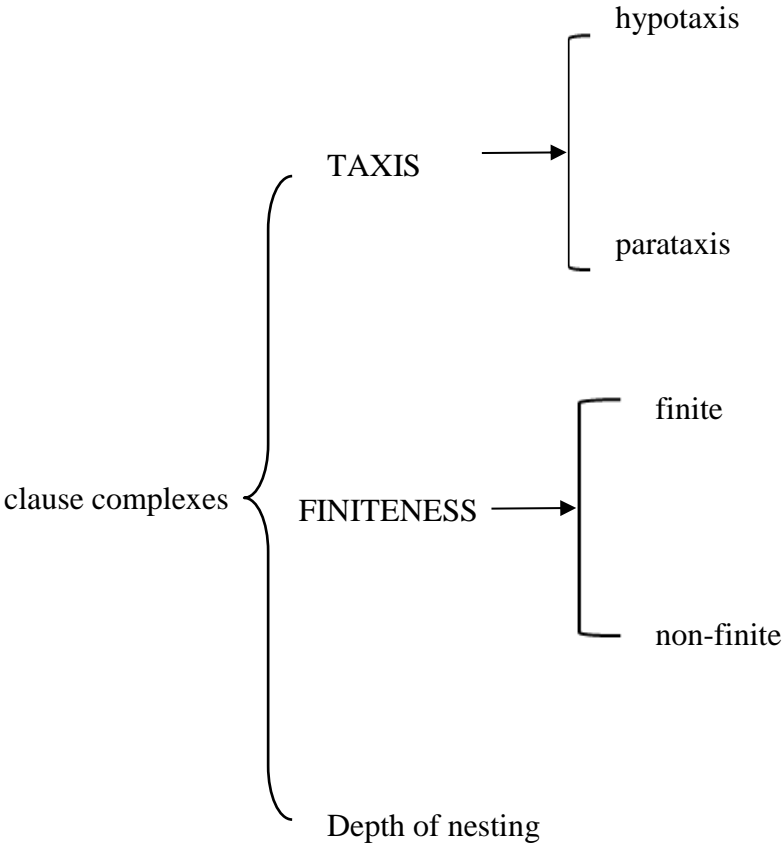 hypotaxis
TAXIS
parataxis
finite
clause complexes
FINITENESS
non-finite
Depth of nesting